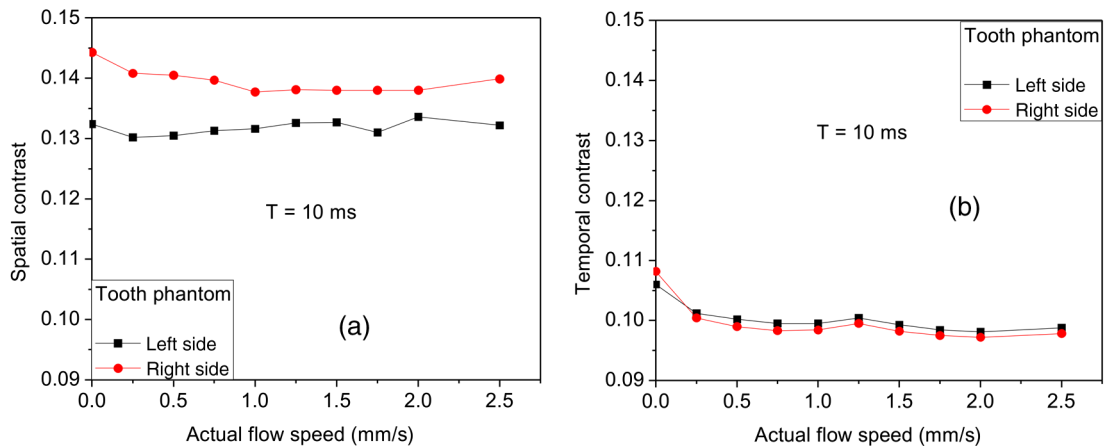 0.15
0.14
0.13
0.12
0.11
0.10
0.09
Spatial contrast
T = 10 ms
Tooth phantom
Left side
Right side
(a)
0.0 0.5 1.0 1.5 2.0 2.5
Actual flow speed (mm/s)
0.15
0.14
0.13
0.12
0.11
0.10
0.09
Temporal contrast
Tooth phantom
Left side
Right side
T = 10 ms
(b)
0.0 0.5 1.0 1.5 2.0 2.5
Actual flow speed (mm/s)